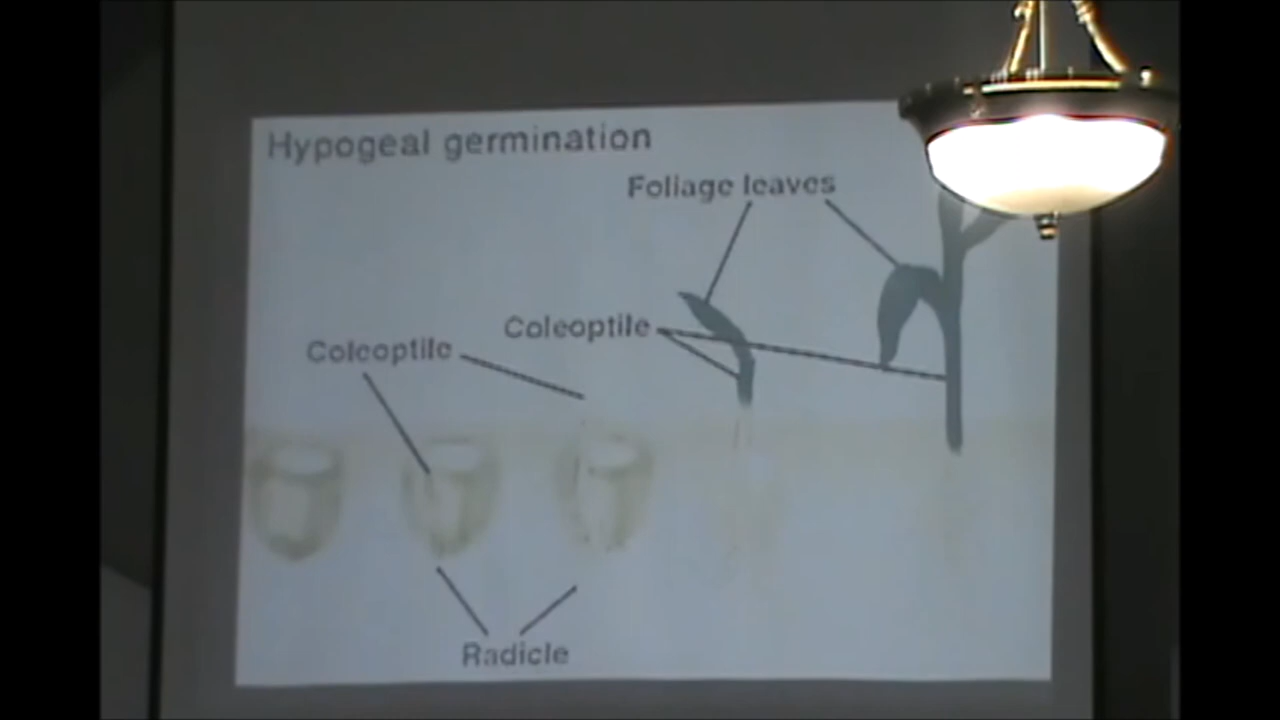 Hypogeal germination
Foliage leaves
Coleoptile
Coleoptile
Radicle